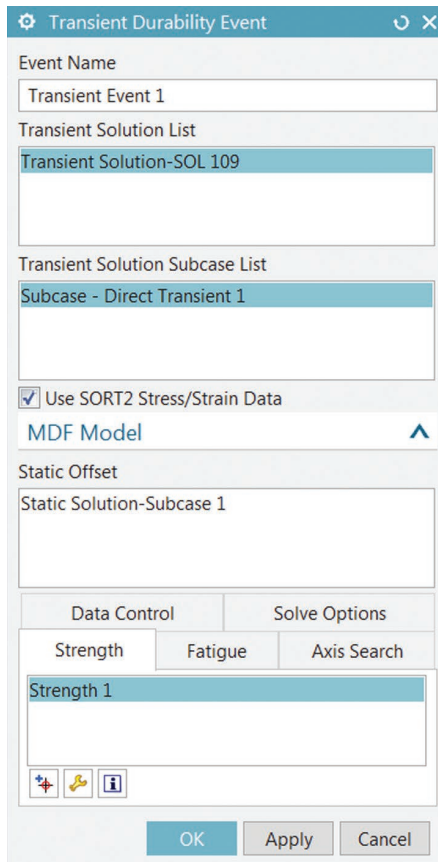 Transient Durability Event
Event Name
Transient Event 1
Transient Solution List
Transient Solution-SOL 109
Transient Solution Subcase List
Subcase - Direct Transient 1
Use SORT2 Stress/Strain Data
MDF Model
Static Offset
Static Solution-Subcase 1
Data Control Solve Options
Strength Fatigue Axis Search
Strength 1
OK Apply Cancel